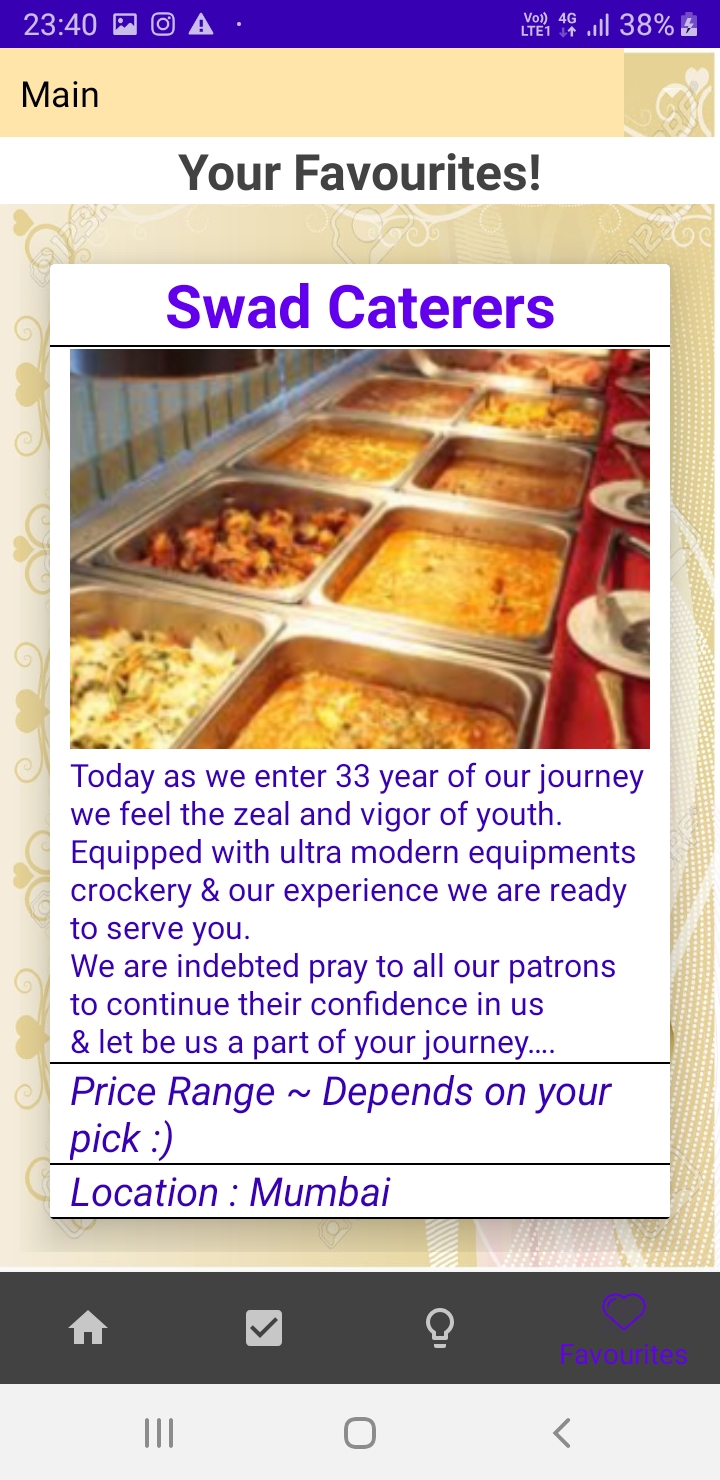 23:40 Vo)) LTE1 4G 38%
Main
Your Favourites!
Swad Caterers
Today as we enter 33 year of our journey
we feel the zeal and vigor of youth.
Equipped with ultra modern equipments
crockery & our experience we are ready
to serve you.
We are indebted pray to all our patrons
to continue their confidence in us
& let be us a part of your journey....
Price Range ~ Depends on your
pick :)
Location : Mumbai
Favourites